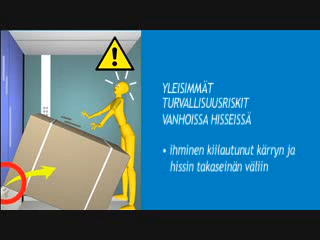 YLEISIMMÄT
TURVALLISUUSRISKIT
VANHOISSA HISSEISSÄ
• ihminen kiilautunut kärryn ja
hissin takaseinän väliin